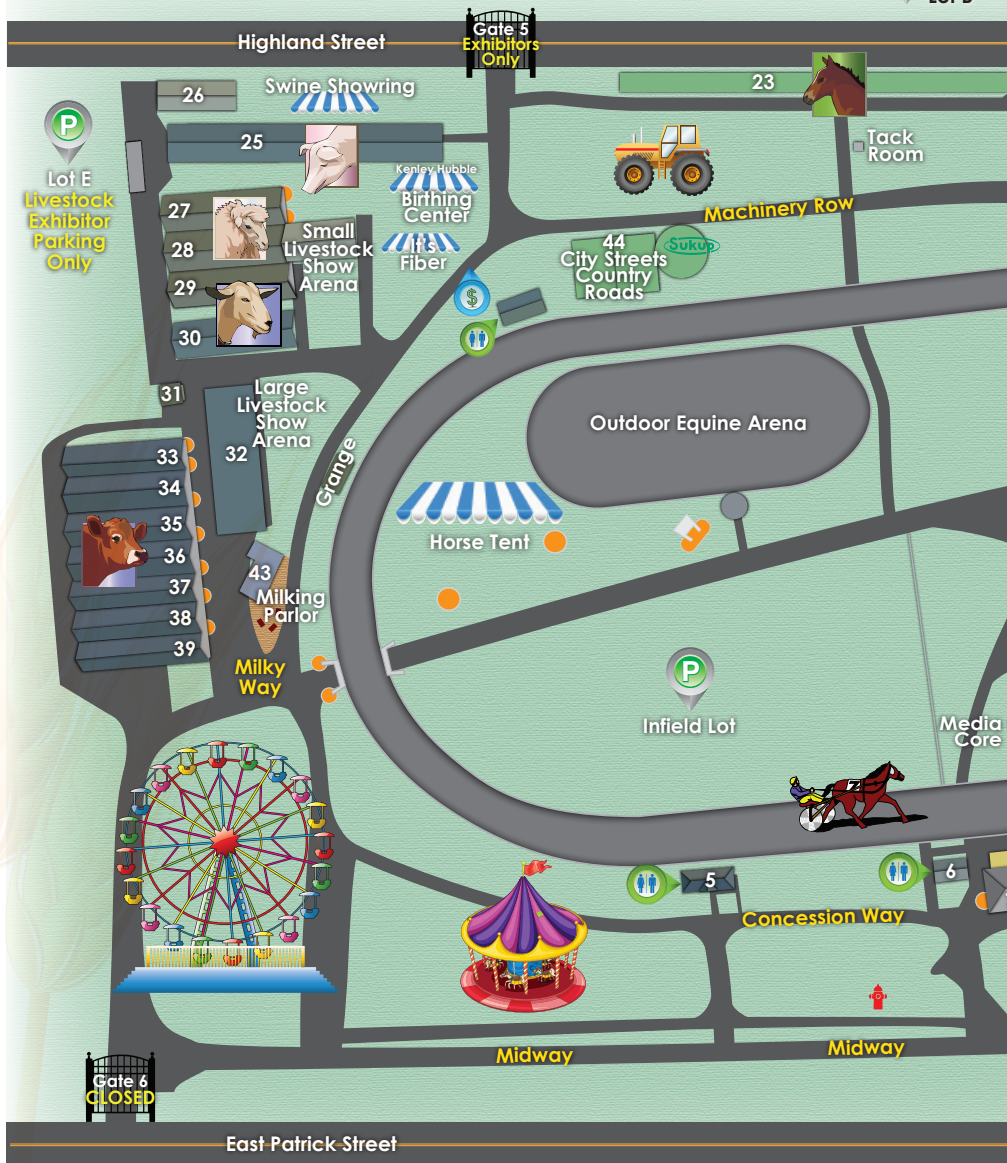 LOT D
Highland Street
Gate 5
Exhibitors
Only
26
Swine Showring
23
P
25
Tack
Room
Lot E
Livestock
Exhibitor
Parking
Only
Kenley Hubble
Birthing
Center
27
Machinery Row
28
Small
Livestock
Show
Arena
It's
Fiber
44
City Streets
Country
Roads
Sukup
29
$
30
31
Large
Livestock
Show
Arena
Outdoor Equine Arena
32
33
Grange
34
35
Horse Tent
36
43
37
Milking
Parlor
38
39
Milky
Way
P
Infield Lot
Media
Core
Z
5
6
Concession Way
Midway
Midway
Gate 6
CLOSED
East Patrick Street